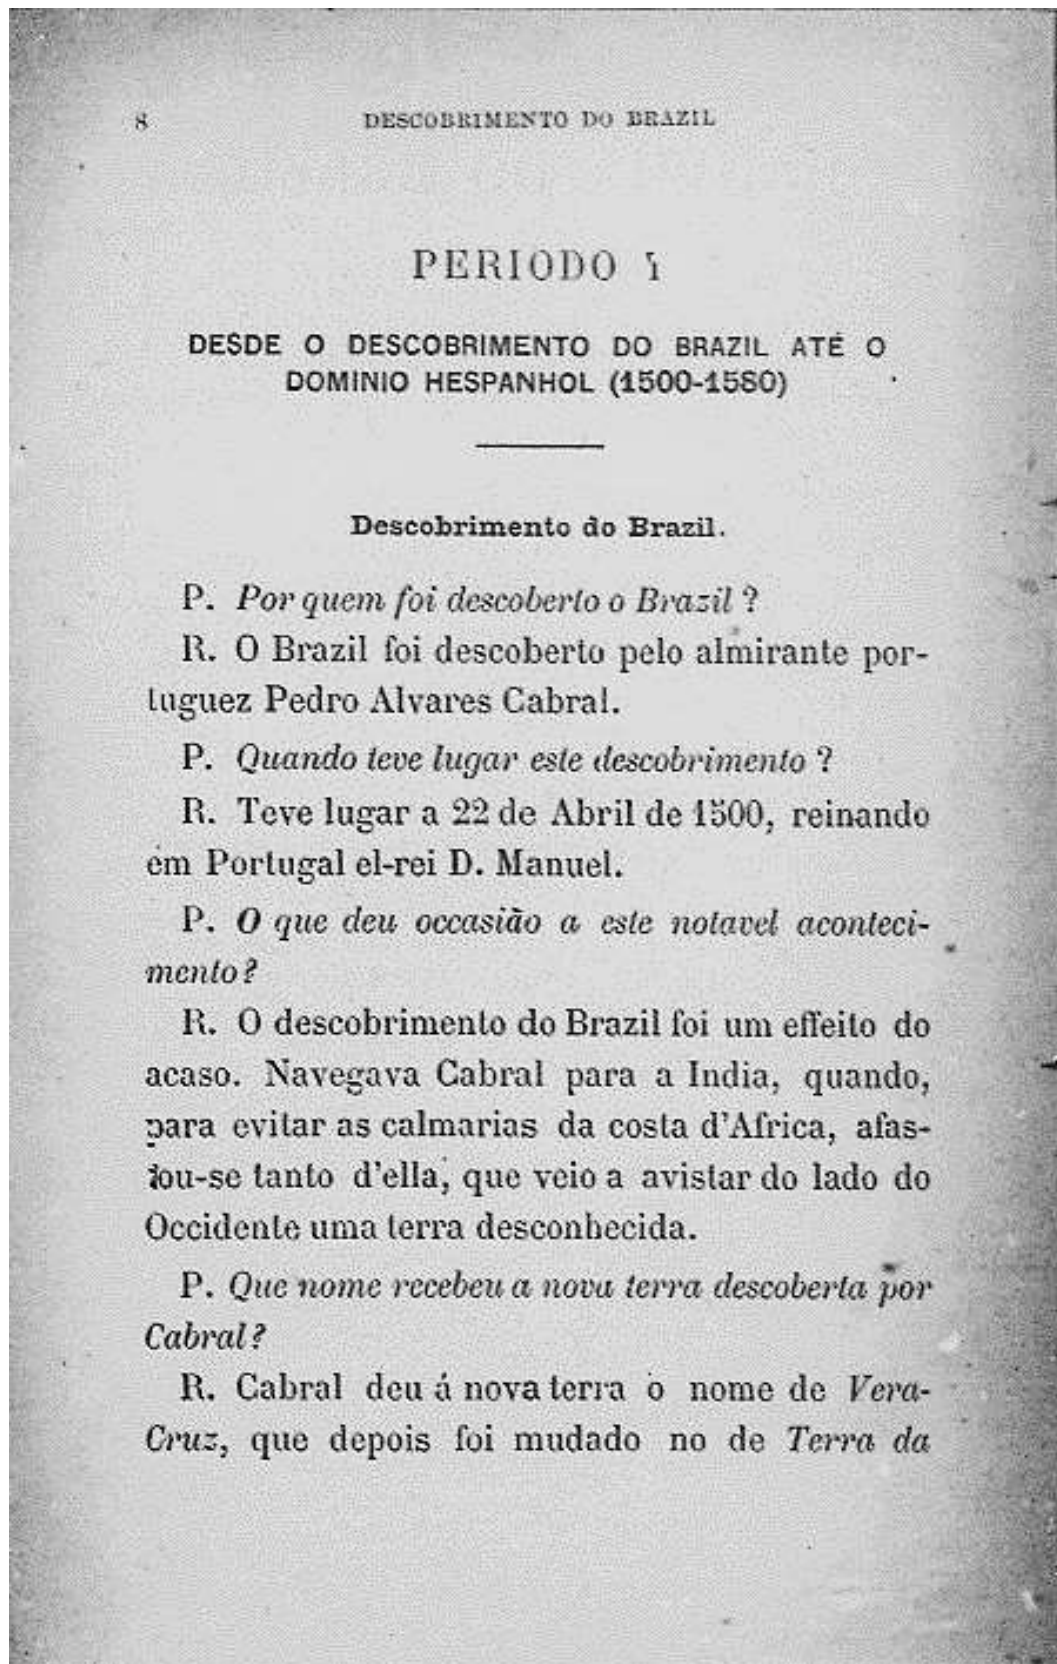 8 DESCOBRIMENTO DO BRAZIL
PERIODO 1
DESDE O DESCOBRIMENTO DO BRAZIL ATÉ O
DOMINIO HESPANHOL (1500-1580)
Descobrimento do Brazil.
P. Por quem foi descoberto o Brazil ?
R. O Brazil foi descoberto pelo almirante por-
tuguez Pedro Alvares Cabral.
P. Quando teve lugar este descobrimento ?
R. Teve lugar a 22 de Abril de 1500, reinando
em Portugal el-rei D. Manuel.
P. O que deu occasião a este notavel aconteci-
mento ?
R. O descobrimento do Brazil foi um effeito do
acaso. Navegava Cabral para a India, quando,
para evitar as calmarias da costa d'Africa, afas-
tou-se tanto d'ella, que veio a avistar do lado do
Occidente uma terra desconhecida.
P. Que nome recebeu a nova terra descoberta por
Cabral ?
R. Cabral deu á nova terra o nome de Vera-
Cruz, que depois foi mudado no de Terra da